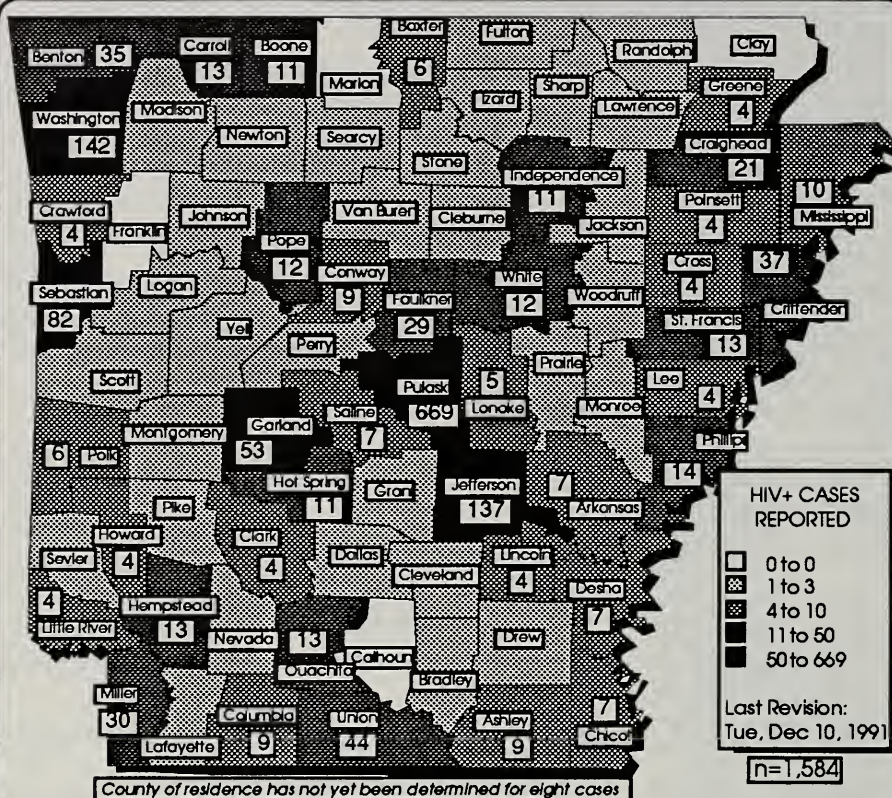 Baxter
Fulton
Benton 35
Carroll
13
Boone
11
Marion
6
Randolph
Clay
Sharp
Izard
Greene
4
Washington
142
Madison
Newton
Searcy
Lawrence
Stone
Craighead
21
Independence
11
10
Mississippi
Crawford
4
Franklin
Johnson
Van Buren
Cleburne
Jackson
Poinsett
4
Pope
12
Conway
9
White
12
Cross
4
37
Crittenden
Sebastian
82
Logan
Faulkner
29
Woodruff
St. Francis
13
Yell
Perry
Scott
Pulaski
669
5
Lonoke
Prairie
Monroe
Lee
4
Saline
7
Garland
53
Montgomery
6 Polk
Phillips
14
Hot Spring
11
Grant
Jefferson
137
7
Arkansas
Pike
Howard
4
Clark
4
Sevier
Dallas
Cleveland
Lincoln
4
Desha
7
4
Little River
Hempstead
13
Nevada
13
Ouachita
Calhoun
Drew
Bradley
Miller
30
Lafayette
Columbia
9
Union
44
Ashley
9
7
Chicot
HIV+ CASES
REPORTED
0 to 0
1 to 3
4 to 10
11 to 50
50 to 669
Last Revision:
Tue, Dec 10, 1991
n=1,584
County of residence has not yet been determined for eight cases